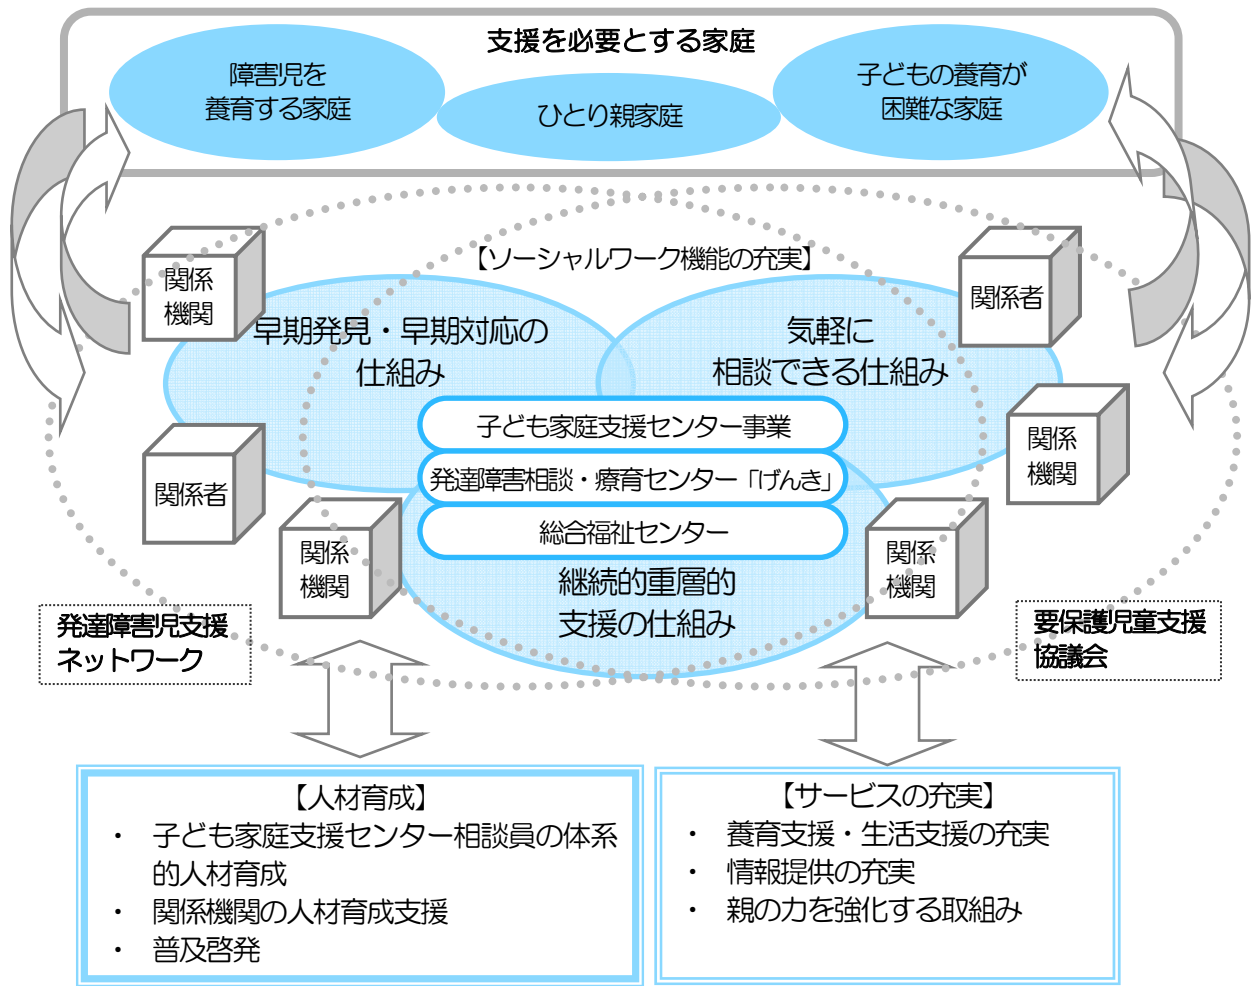 支援を必要とする家庭
障害児を
養育する家庭
ひとり親家庭
子どもの養育が
困難な家庭
【ソーシャルワーク機能の充実】
関係
機関
関係者
早期発見・早期対応の
仕組み
気軽に
相談できる仕組み
子ども家庭支援センター事業
発達障害相談・療育センター「げんき」
総合福祉センター
関係者
関係
機関
関係
機関
関係
機関
継続的重層的
支援の仕組み
発達障害児支援
ネットワーク
要保護児童支援
協議会
【人材育成】
・ 子ども家庭支援センター相談員の体系
的人材育成
・ 関係機関の人材育成支援
・ 普及啓発
【サービスの充実】
・ 養育支援・生活支援の充実
・ 情報提供の充実
・ 親の力を強化する取組み